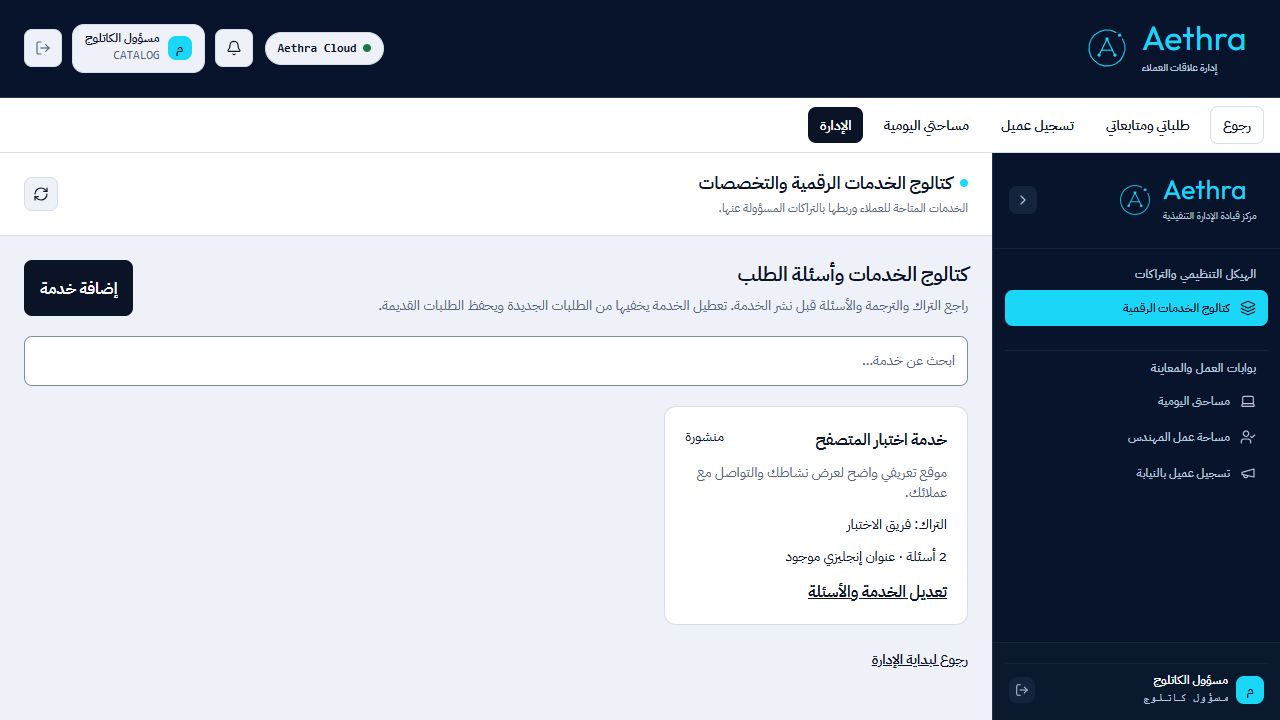 Aethra
إدارة علاقات العملاء
Aethra Cloud
م
مسؤول الكاتلوج
CATALOG
رجوع
طلباتي ومتابعاتي
تسجيل عميل
مساحتي اليومية
الإدارة
Aethra
مركز قيادة الإدارة التنفيذية
الهيكل التنظيمي والتراكات
كتالوج الخدمات الرقمية
بوابات العمل والمعاينة
مساحتي اليومية
مساحة عمل المهندس
تسجيل عميل بالنيابة
م
مسؤول الكاتلوج
مسؤول كاتلوج
كتالوج الخدمات الرقمية والتخصصات
الخدمات المتاحة للعملاء وربطها بالتراكات المسؤولة عنها.
كتالوج الخدمات وأسئلة الطلب
راجع التراك والترجمة والأسئلة قبل نشر الخدمة. تعطيل الخدمة يخفيها من الطلبات الجديدة ويحفظ الطلبات القديمة.
إضافة خدمة
ابحث عن خدمة...
خدمة اختبار المتصفح
منشورة
موقع تعريفي واضح لعرض نشاطك والتواصل مع
عملائك.
التراك: فريق الاختبار
2 أسئلة · عنوان إنجليزي موجود
تعديل الخدمة والأسئلة
رجوع لبداية الإدارة